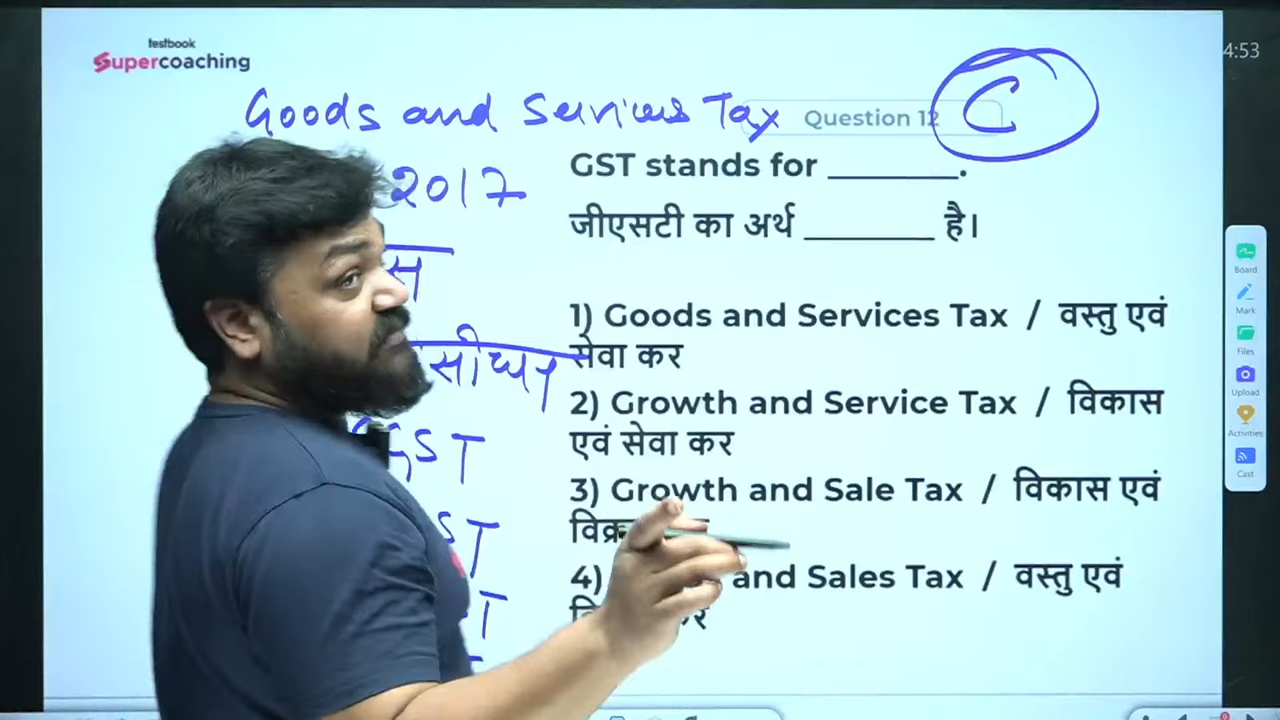 testbook
Supercoaching
4:53
Goods and Services Tax
Question 12
C
2017
GST stands for ________.
जीएसटी का अर्थ ________ है।
1) Goods and Services Tax / वस्तु एवं
सेवा कर
2) Growth and Service Tax / विकास
एवं सेवा कर
3) Growth and Sale Tax / विकास एवं
4) and Sales Tax / वस्तु एवं
GST
Board
Mark
Files
Upload
Activities
Cast